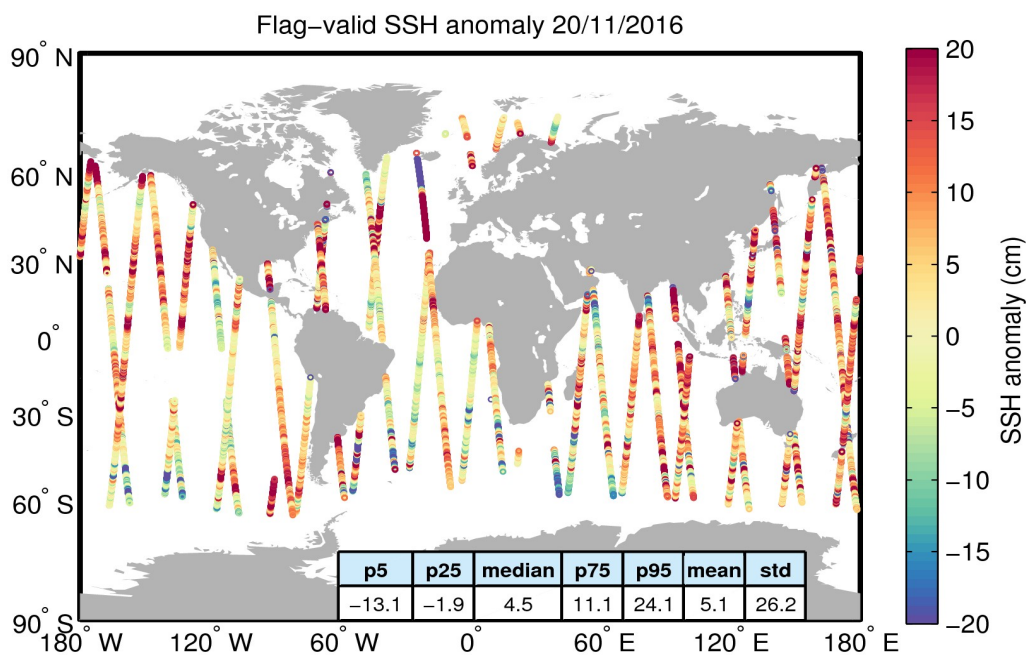 Flag−valid SSH anomaly 20/11/2016
90° N
60° N
30° N
0°
30° S
60° S
90° S
180° W
120° W
60° W
0°
60° E
120° E
180° E
p5 p25 median p75 p95 mean std
−13.1 −1.9 4.5 11.1 24.1 5.1 26.2
20
15
10
5
0
−5
−10
−15
−20
SSH anomaly (cm)